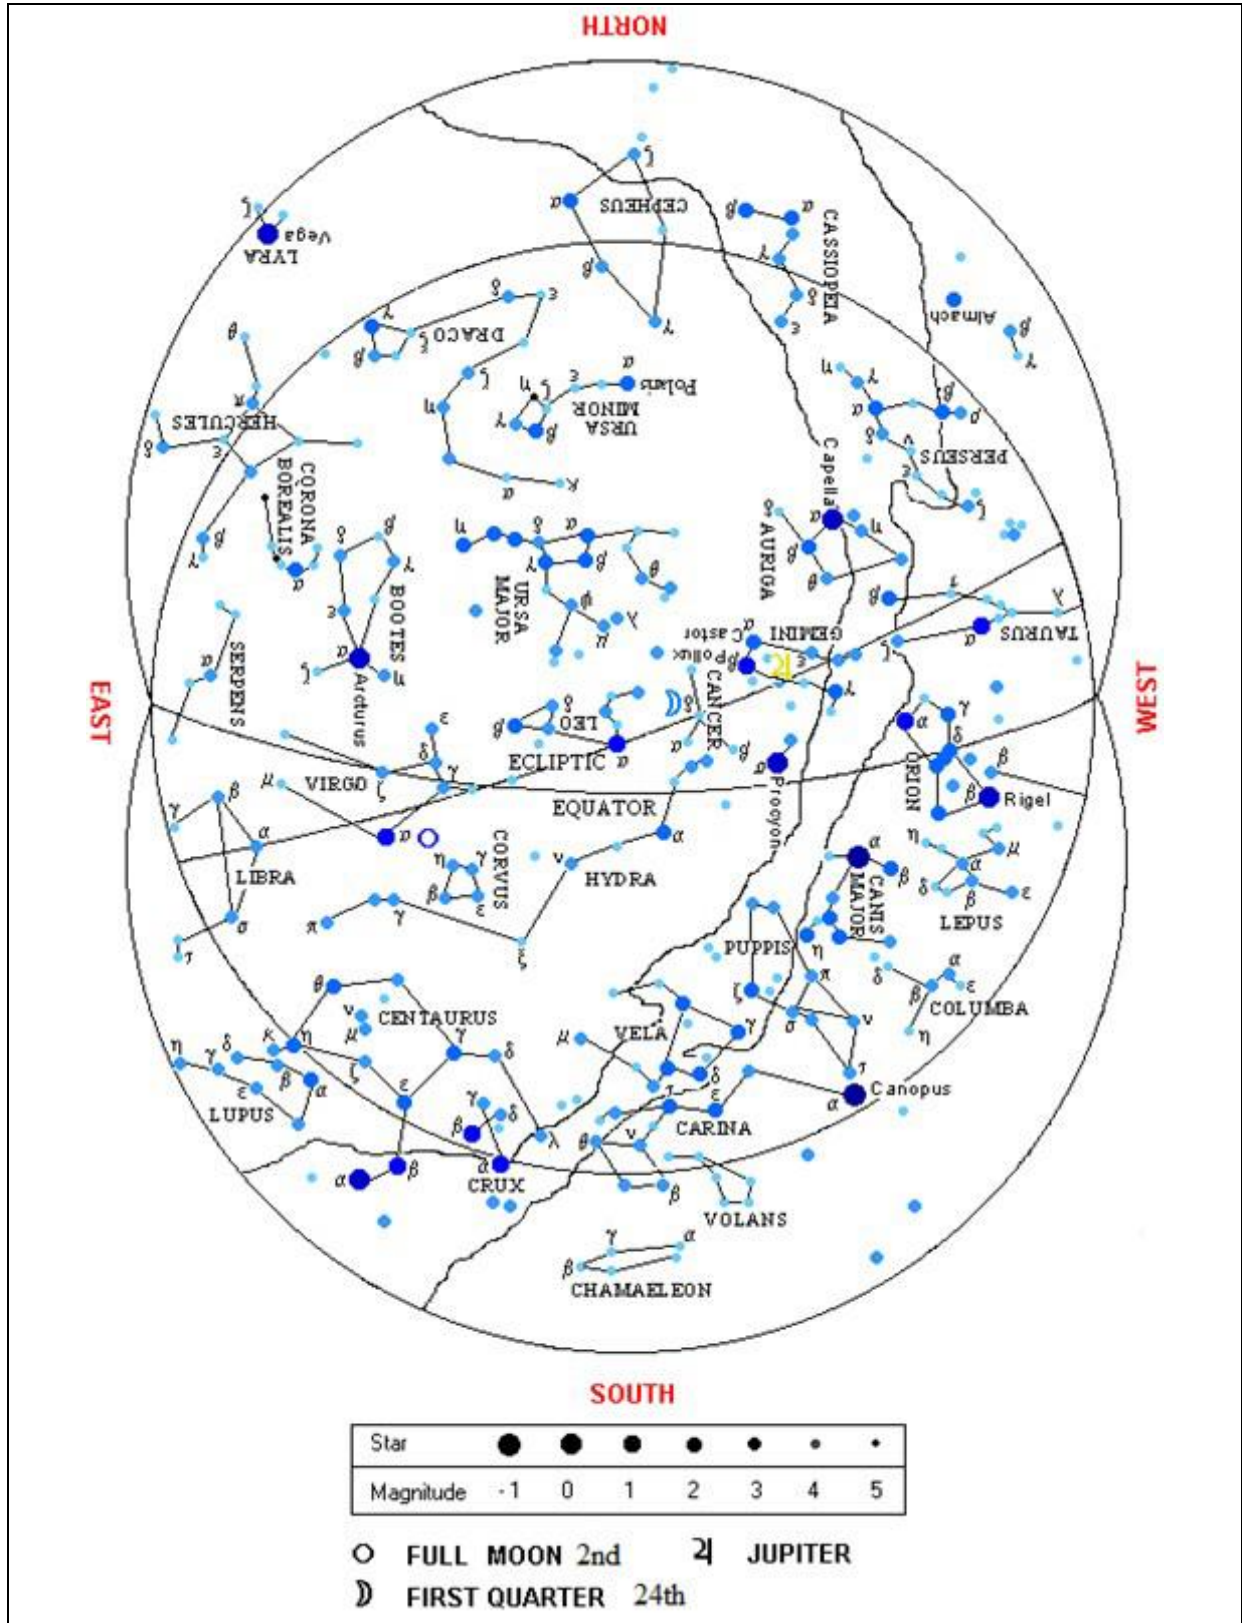 NORTH
ζ
α
CEPHEUS
β
γ
β
α
CASSIOPEIA
γ
δ
ε
ζ
Vega
LYRA
Almach
β
γ
δ
ε
γ
DRACO
ξ
β
ζ
η
α
κ
α
Polaris
ε
ζ
η
URSA
MINOR
γ
β
θ
π
HERCULES
δ
ε
β
γ
CORONA
BOREALIS
α
η
γ
α
β
ρ
δ
ν
PERSEUS
ε
ζ
Capella
α
δ
η
AURIGA
β
θ
δ
β
γ
BOOTES
ε
α
ζ
η
Arcturus
η
δ
α
γ
β
URSA
MAJOR
θ
ψ
λ
μ
SERPENS
α
β
τ
λ
α
TAURUS
ζ
α
Castor
GEMINI
β
Pollux
ε
γ
CANCER
δ
α
β
EAST
WEST
δ
β
LEO
ECLIPTIC
α
ε
δ
VIRGO
γ
ζ
μ
α
EQUATOR
α
Procyon
α
γ
δ
ORION
β
β
Rigel
γ
β
α
LIBRA
σ
τ
CORVUS
η
γ
β
ε
ν
HYDRA
α
π
γ
ξ
α
β
CANIS
MAJOR
η
η
μ
α
δ
β
ε
LEPUS
PUPPIS
π
ζ
σ
ν
τ
δ
α
β
ε
COLUMBA
η
θ
ν
CENTAURUS
μ
κ
η
ζ
γ
δ
ε
λ
μ
VELA
γ
δ
η
δ
γ
β
α
ε
LUPUS
ε
α
Canopus
CARINA
θ
ν
β
γ
δ
β
α
CRUX
α
β
VOLANS
γ
α
β
CHAMAELEON
SOUTH
Star
Magnitude -1 0 1 2 3 4 5
FULL MOON 2nd ♃ JUPITER
FIRST QUARTER 24th